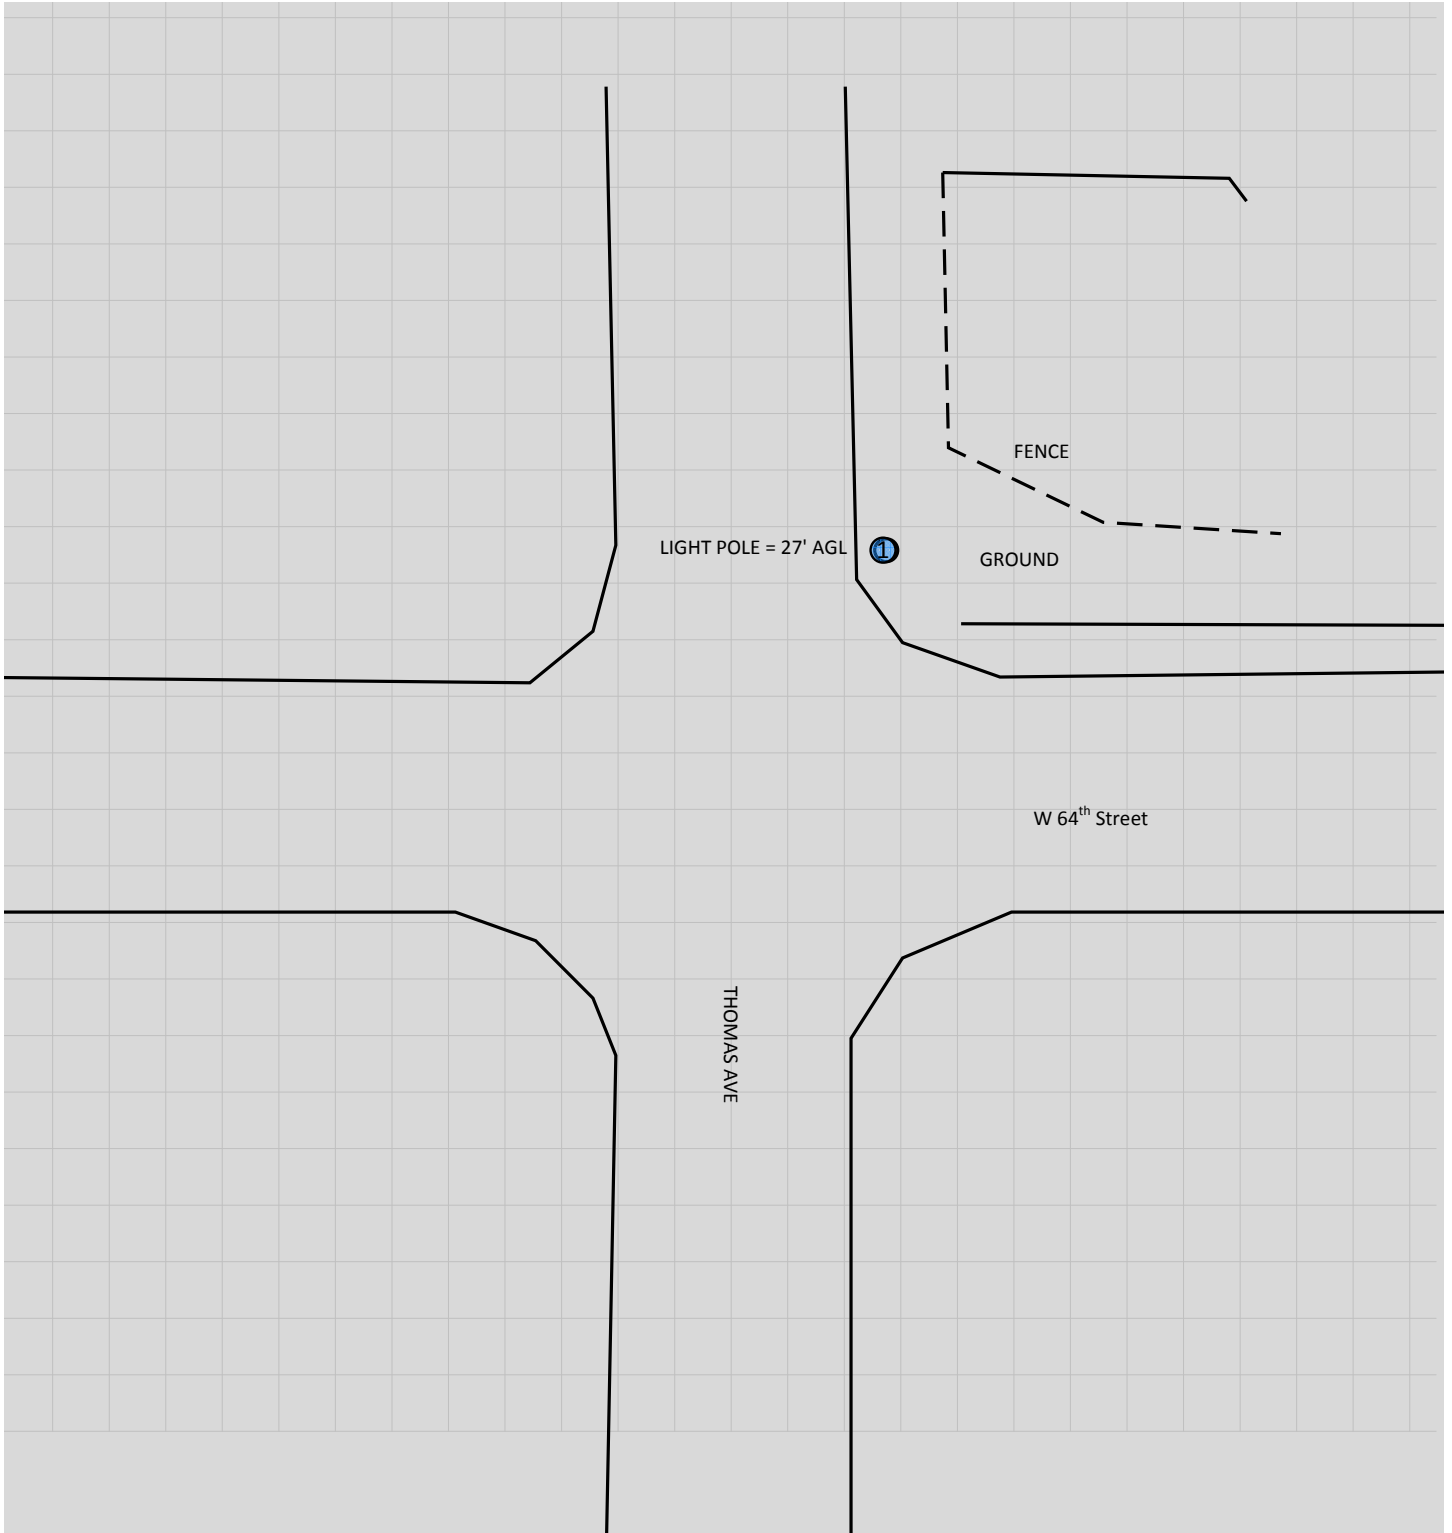 FENCE
LIGHT POLE = 27' AGL
1
GROUND
W 64th Street
THOMAS AVE